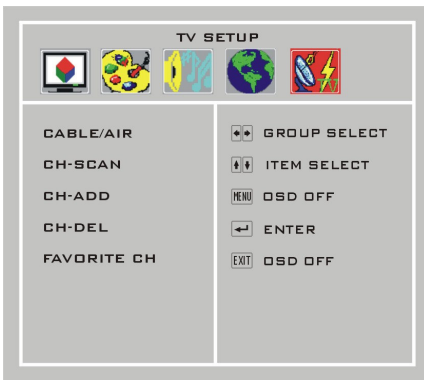 TV SETUP
TV
CABLE/AIR
CH-SCAN
CH-ADD
CH-DEL
FAVORITE CH
GROUP SELECT
ITEM SELECT
MENU OSD OFF
ENTER
EXIT OSD OFF